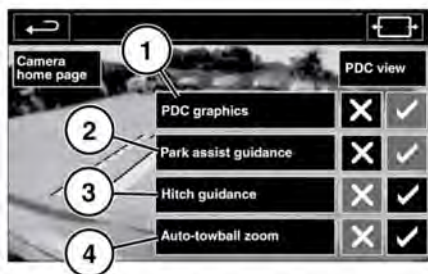 Camera
home page
PDC view
1
PDC graphics
2
Park assist guidance
3
Hitch guidance
4
Auto-towball zoom